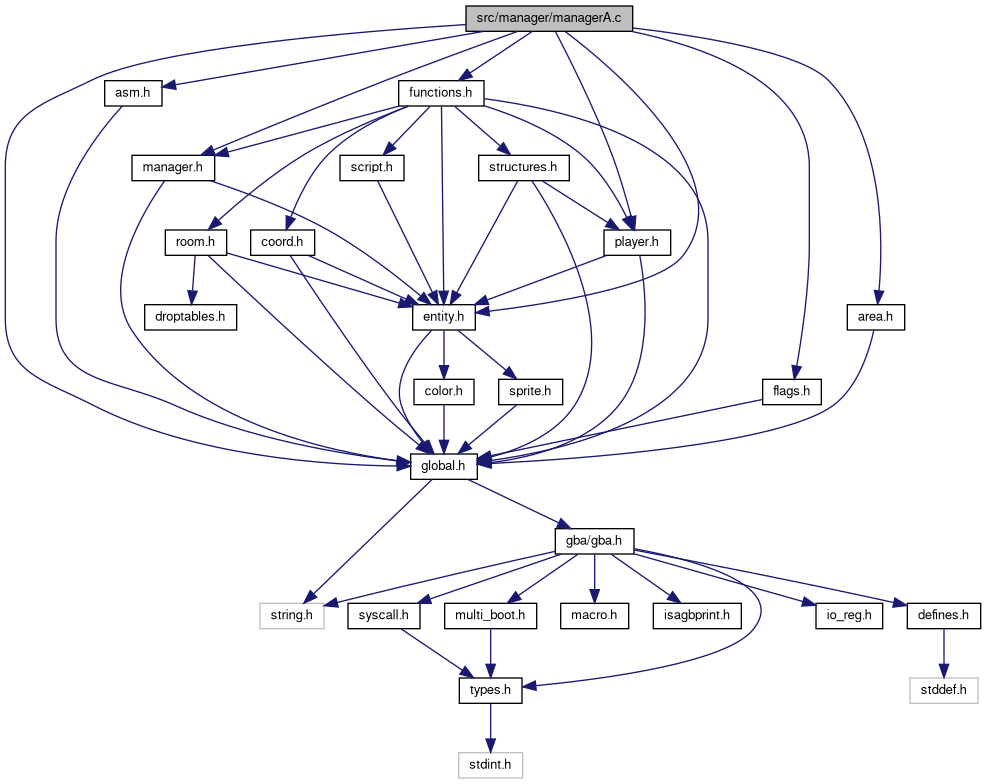 src/manager/managerA.c
asm.h
functions.h
manager.h
script.h
structures.h
room.h
coord.h
player.h
droptables.h
entity.h
area.h
color.h
sprite.h
flags.h
global.h
gba/gba.h
string.h
syscall.h
multi_boot.h
macro.h
isagbprint.h
io_reg.h
defines.h
types.h
stddef.h
stdint.h